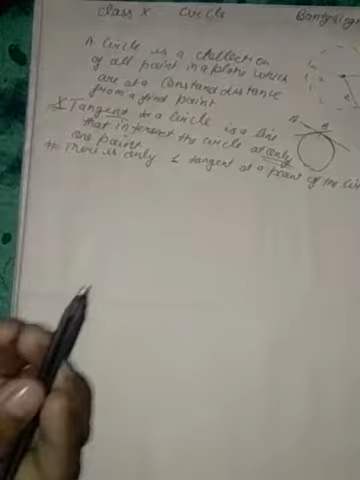 Class X Circle
A Circle is a Collection
of all point in a plane which
are at a Constant distance
from a fixed point
X Tangent to a Circle is a line
that intersect the circle at only
one point
# There is only 1 tangent at a point of the Cir